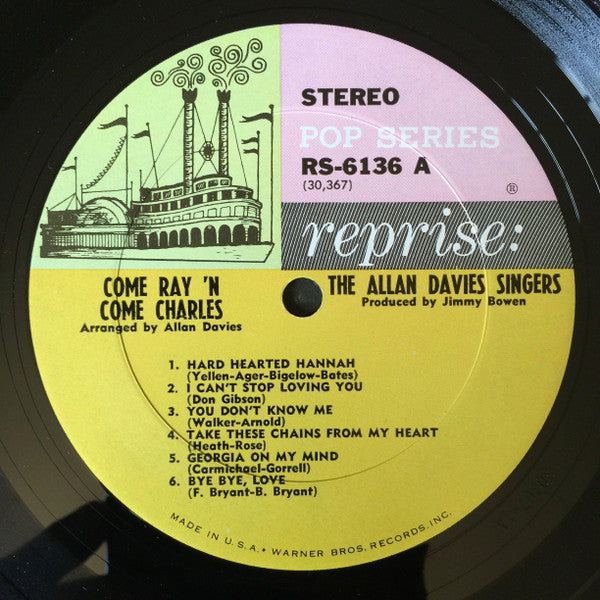 STEREO
POP SERIES
RS-6136 A
(30,367)
®
reprise:
COME RAY 'N
COME CHARLES
Arranged by Allan Davies
THE ALLAN DAVIES SINGERS
Produced by Jimmy Bowen
1. HARD HEARTED HANNAH
(Yellen-Ager-Bigelow-Bates)
2. I CAN'T STOP LOVING YOU
(Don Gibson)
3. YOU DON'T KNOW ME
(Walker-Arnold)
4. TAKE THESE CHAINS FROM MY HEART
(Heath-Rose)
5. GEORGIA ON MY MIND
(Carmichael-Gorrell)
6. BYE BYE, LOVE
(F. Bryant-B. Bryant)
MADE IN U.S.A. • WARNER BROS. RECORDS, INC.